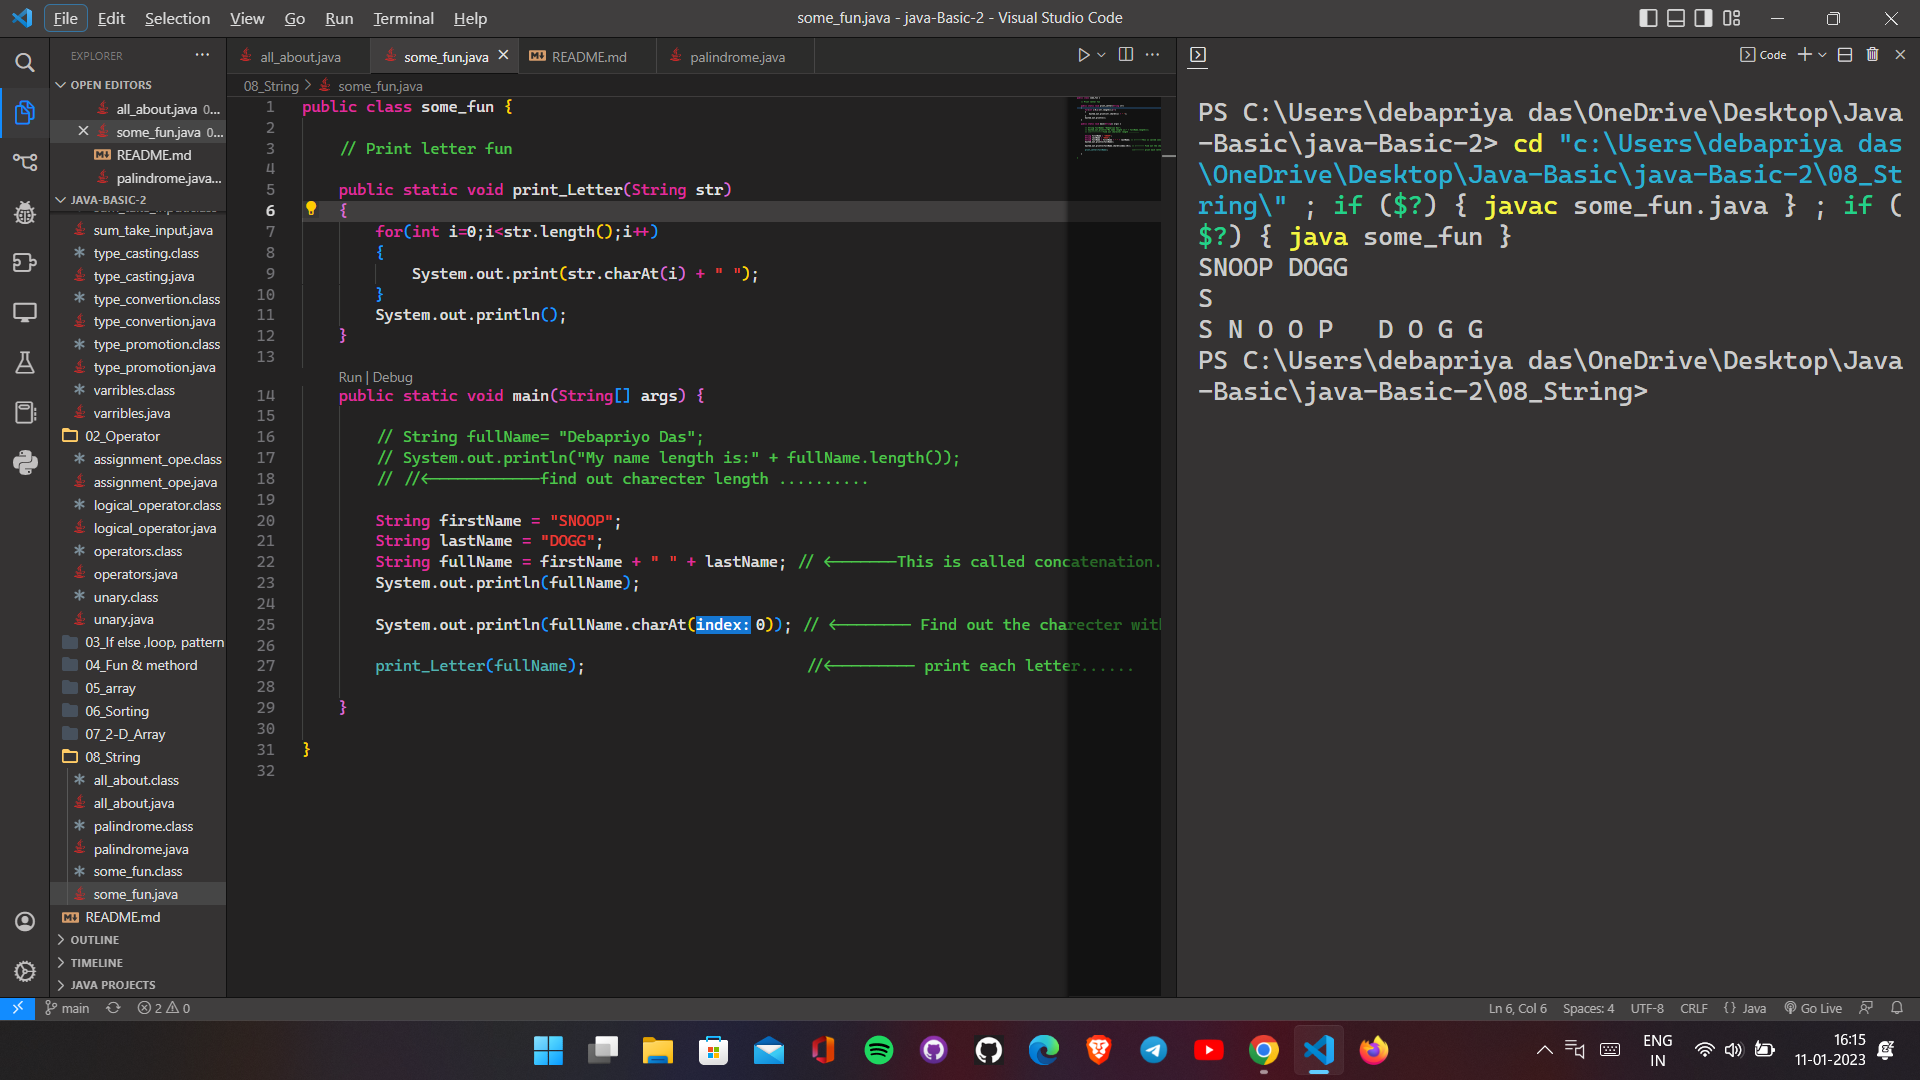 File Edit Selection View Go Run Terminal Help
some_fun.java - java-Basic-2 - Visual Studio Code
EXPLORER
OPEN EDITORS
all_about.java 0...
some_fun.java 0...
README.md
palindrome.java...
JAVA-BASIC-2
sum_take_input.java
type_casting.class
type_casting.java
type_convertion.class
type_convertion.java
type_promotion.class
type_promotion.java
varribles.class
varribles.java
02_Operator
assignment_ope.class
assignment_ope.java
logical_operator.class
logical_operator.java
operators.class
operators.java
unary.class
unary.java
03_If else ,loop, pattern
04_Fun & methord
05_array
06_Sorting
07_2-D_Array
08_String
all_about.class
all_about.java
palindrome.class
palindrome.java
some_fun.class
some_fun.java
README.md
OUTLINE
TIMELINE
JAVA PROJECTS
all_about.java some_fun.java README.md palindrome.java
08_String > some_fun.java
1 public class some_fun {
2
3 // Print letter fun
4
5 public static void print_Letter(String str)
6 {
7 for(int i=0;i<str.length();i++)
8 {
9 System.out.print(str.charAt(i) + " ");
10 }
11 System.out.println();
12 }
13
Run | Debug
14 public static void main(String[] args) {
15
16 // String fullName= "Debapriyo Das";
17 // System.out.println("My name length is:" + fullName.length());
18 // //<------------find out charecter length ..........
19
20 String firstName = "SNOOP";
21 String lastName = "DOGG";
22 String fullName = firstName + " " + lastName; // <-------This is called concatenation.
23 System.out.println(fullName);
24
25 System.out.println(fullName.charAt(index: 0)); // <-------- Find out the charecter with
26
27 print_Letter(fullName); //<--------- print each letter......
28
29 }
30
31 }
32
Code
PS C:\Users\debapriya das\OneDrive\Desktop\Java
-Basic\java-Basic-2> cd "c:\Users\debapriya das
\OneDrive\Desktop\Java-Basic\java-Basic-2\08_St
ring\" ; if ($?) { javac some_fun.java } ; if (
$?) { java some_fun }
SNOOP DOGG
S
S N O O P   D O G G
PS C:\Users\debapriya das\OneDrive\Desktop\Java
-Basic\java-Basic-2\08_String>
main 2 0
Ln 6, Col 6 Spaces: 4 UTF-8 CRLF {} Java Go Live
ENG
IN
16:15
11-01-2023